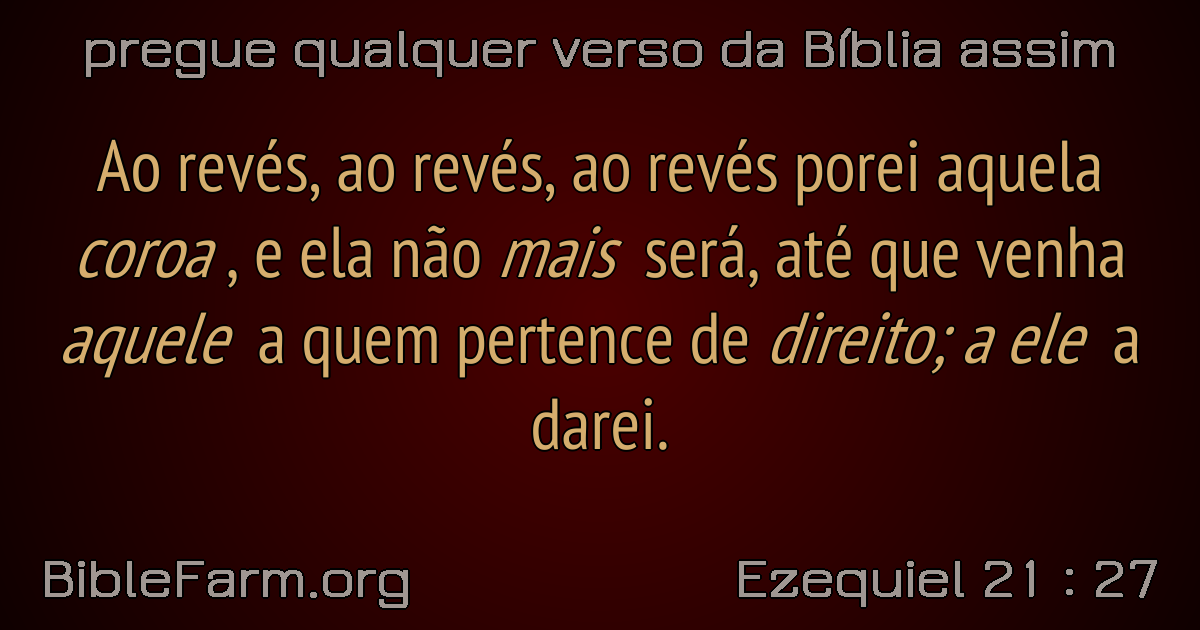 pregue qualquer verso da Bíblia assim
Ao revés, ao revés, ao revés porei aquela
coroa , e ela não mais será, até que venha
aquele a quem pertence de direito; a ele a
darei.
BibleFarm.org
Ezequiel 21 : 27